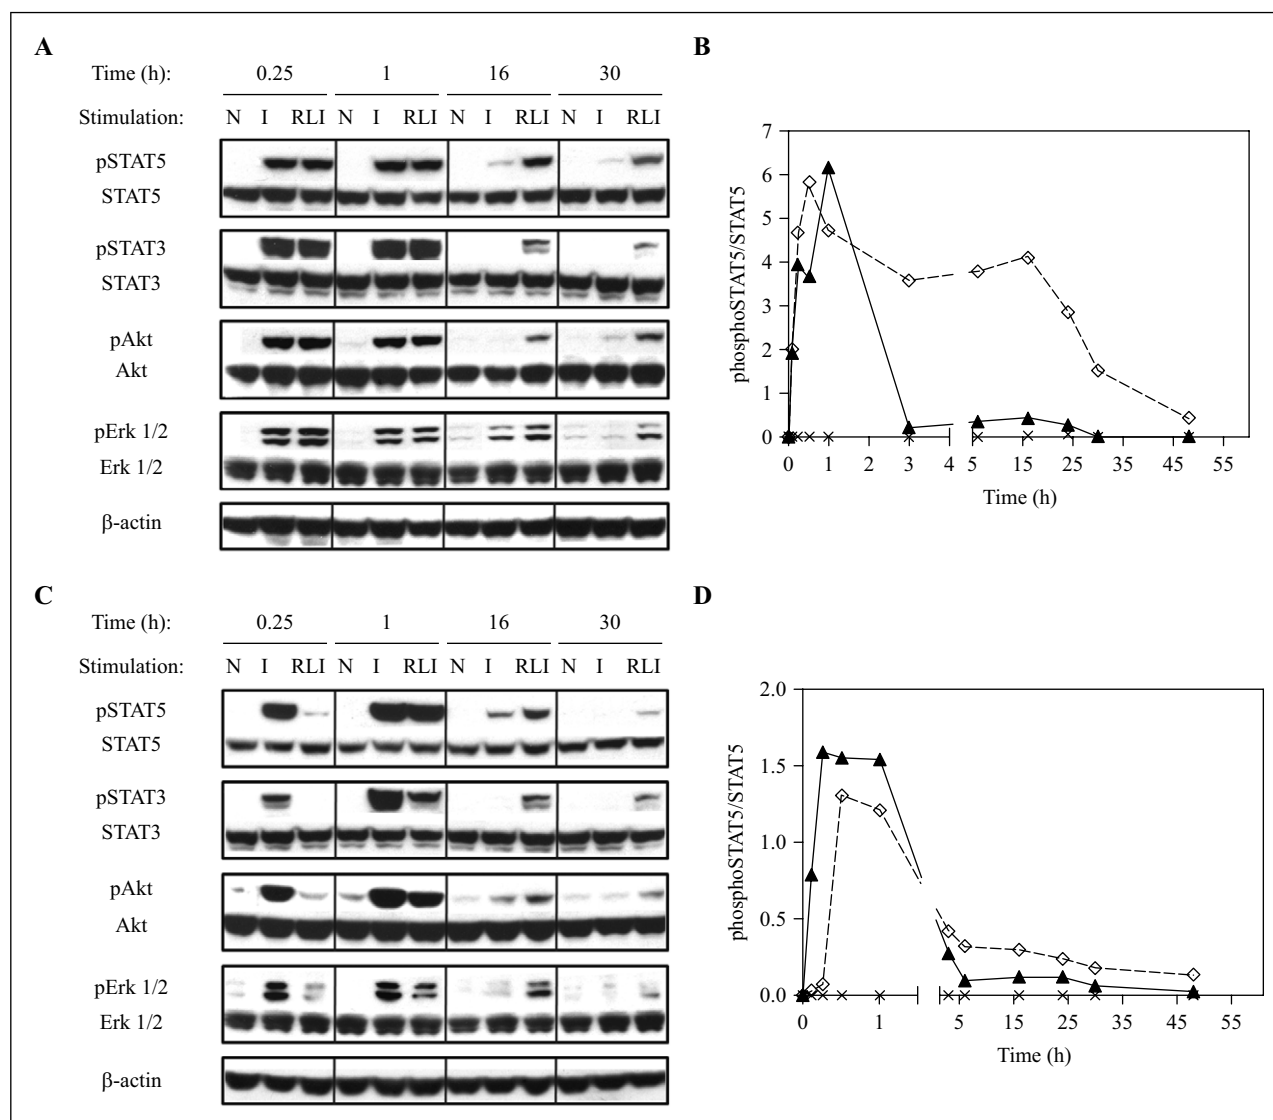 A
Time (h): 0.25 1 16 30
Stimulation: N I RLI N I RLI N I RLI N I RLI
pSTAT5
STAT5
pSTAT3
STAT3
pAkt
Akt
pErk 1/2
Erk 1/2
β-actin
B
7
6
5
4
3
2
1
0
phosphoSTAT5/STAT5
0 1 2 3 4 5 15 25 35 45 55
Time (h)
C
Time (h): 0.25 1 16 30
Stimulation: N I RLI N I RLI N I RLI N I RLI
pSTAT5
STAT5
pSTAT3
STAT3
pAkt
Akt
pErk 1/2
Erk 1/2
β-actin
D
2.0
1.5
1.0
0.5
0.0
phosphoSTAT5/STAT5
0 1 5 15 25 35 45 55
Time (h)